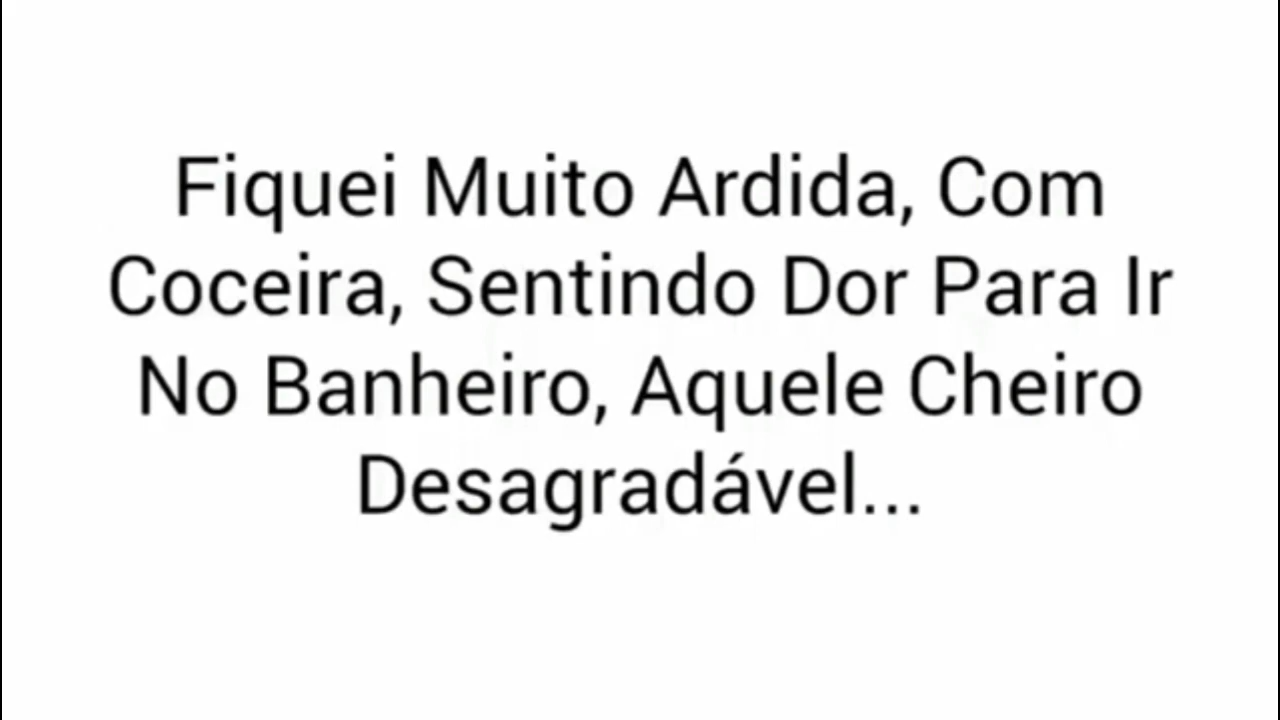 Fiquei Muito Ardida, Com
Coceira, Sentindo Dor Para Ir
No Banheiro, Aquele Cheiro
Desagradável...